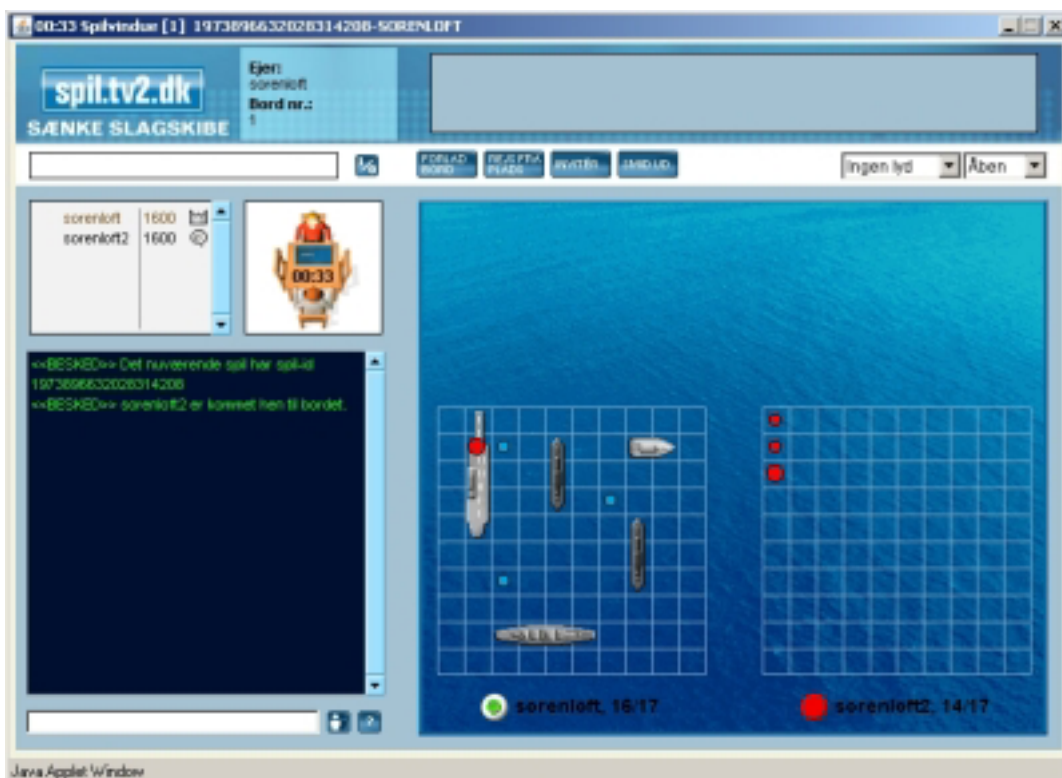 00:33 Spilvindue [1] 1973896632028314208-SORENLOFT
spil.tv2.dk
SÆNKE SLAGSKIBE
Ejer:
sorenloft
Bord nr.:
1
FORLAD BORD
REJS FRA PLADS
INVITÉR
SMID UD
Ingen lyd
Åben
sorenloft 1600
sorenloft2 1600
00:33
<<BESKED>> Det nuværende spil har spil-id
1973896632028314208
<<BESKED>> sorenloft2 er kommet hen til bordet.
sorenloft, 16/17
sorenloft2, 14/17
?
Java Applet Window